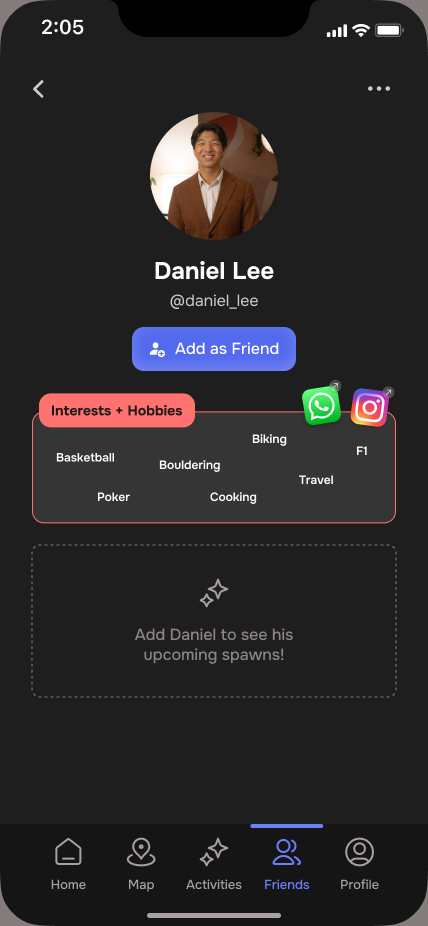 2:05
Daniel Lee
@daniel_lee
Add as Friend
Interests + Hobbies
Biking
F1
Basketball
Bouldering
Travel
Poker
Cooking
Add Daniel to see his
upcoming spawns!
Home
Map
Activities
Friends
Profile